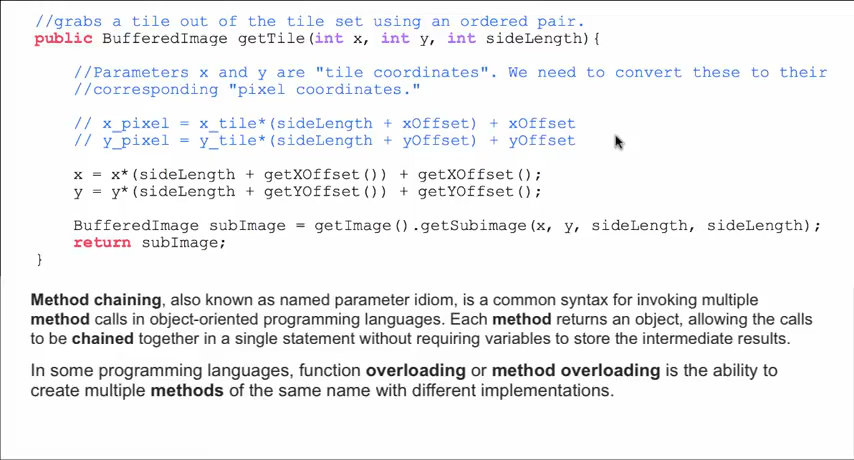 //grabs a tile out of the tile set using an ordered pair.
public BufferedImage getTile(int x, int y, int sideLength){
//Parameters x and y are "tile coordinates". We need to convert these to their
//corresponding "pixel coordinates."
// x_pixel = x_tile*(sideLength + xOffset) + xOffset
// y_pixel = y_tile*(sideLength + yOffset) + yOffset
x = x*(sideLength + getXOffset()) + getXOffset();
y = y*(sideLength + getYOffset()) + getYOffset();
BufferedImage subImage = getImage().getSubimage(x, y, sideLength, sideLength);
return subImage;
}
Method chaining, also known as named parameter idiom, is a common syntax for invoking multiple
method calls in object-oriented programming languages. Each method returns an object, allowing the calls
to be chained together in a single statement without requiring variables to store the intermediate results.
In some programming languages, function overloading or method overloading is the ability to
create multiple methods of the same name with different implementations.